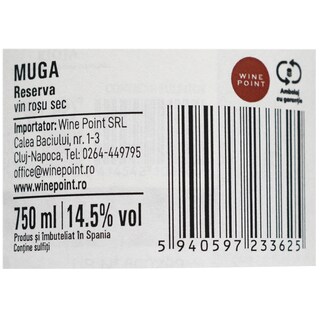 MUGA
Reserva
vin roșu sec
Importator: Wine Point SRL
Calea Baciului, nr. 1-3
Cluj-Napoca, Tel: 0264-449795
office@winepoint.ro
www.winepoint.ro
750 ml | 14.5% vol
Produs și îmbuteliat în Spania
Conține sulfiți
WINE
POINT
Ambalaj
cu garanție
5 940597 233625